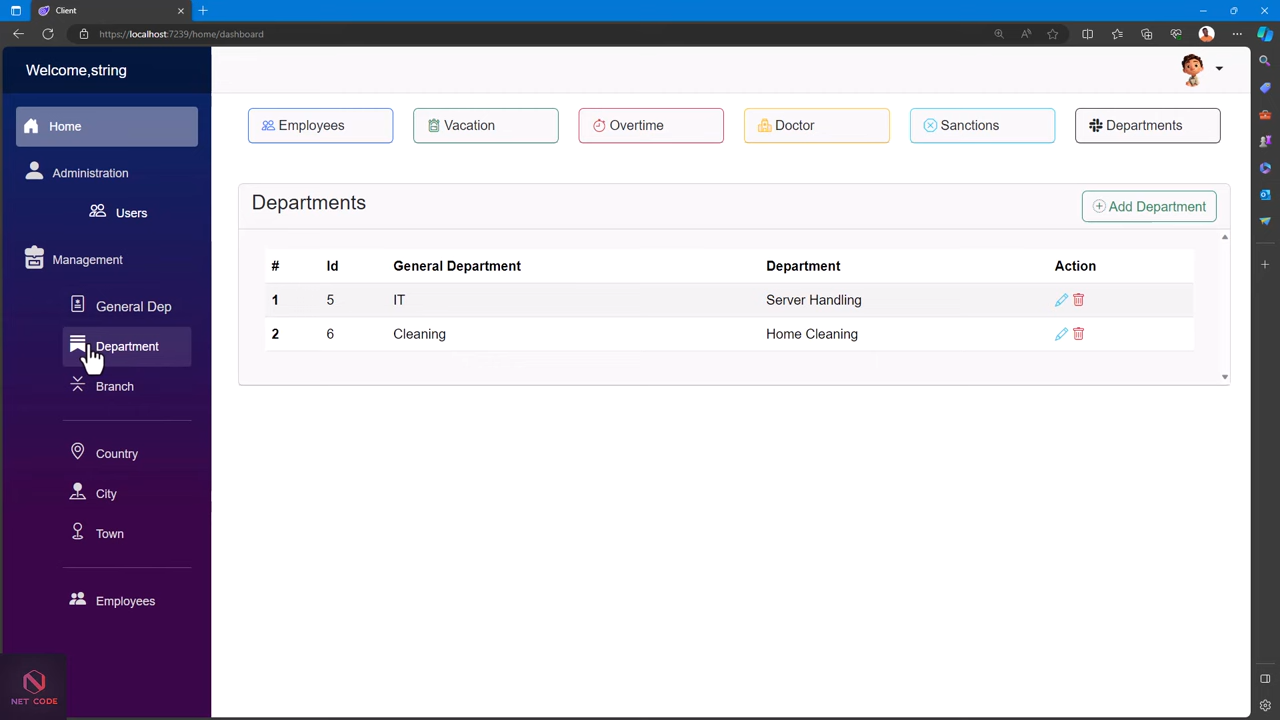 Client
https://localhost:7239/home/dashboard
Welcome,string
Home
Administration
Users
Management
General Dep
Department
Branch
Country
City
Town
Employees
NET CODE
Employees
Vacation
Overtime
Doctor
Sanctions
Departments
Departments
Add Department
# Id General Department Department Action
1 5 IT Server Handling
2 6 Cleaning Home Cleaning